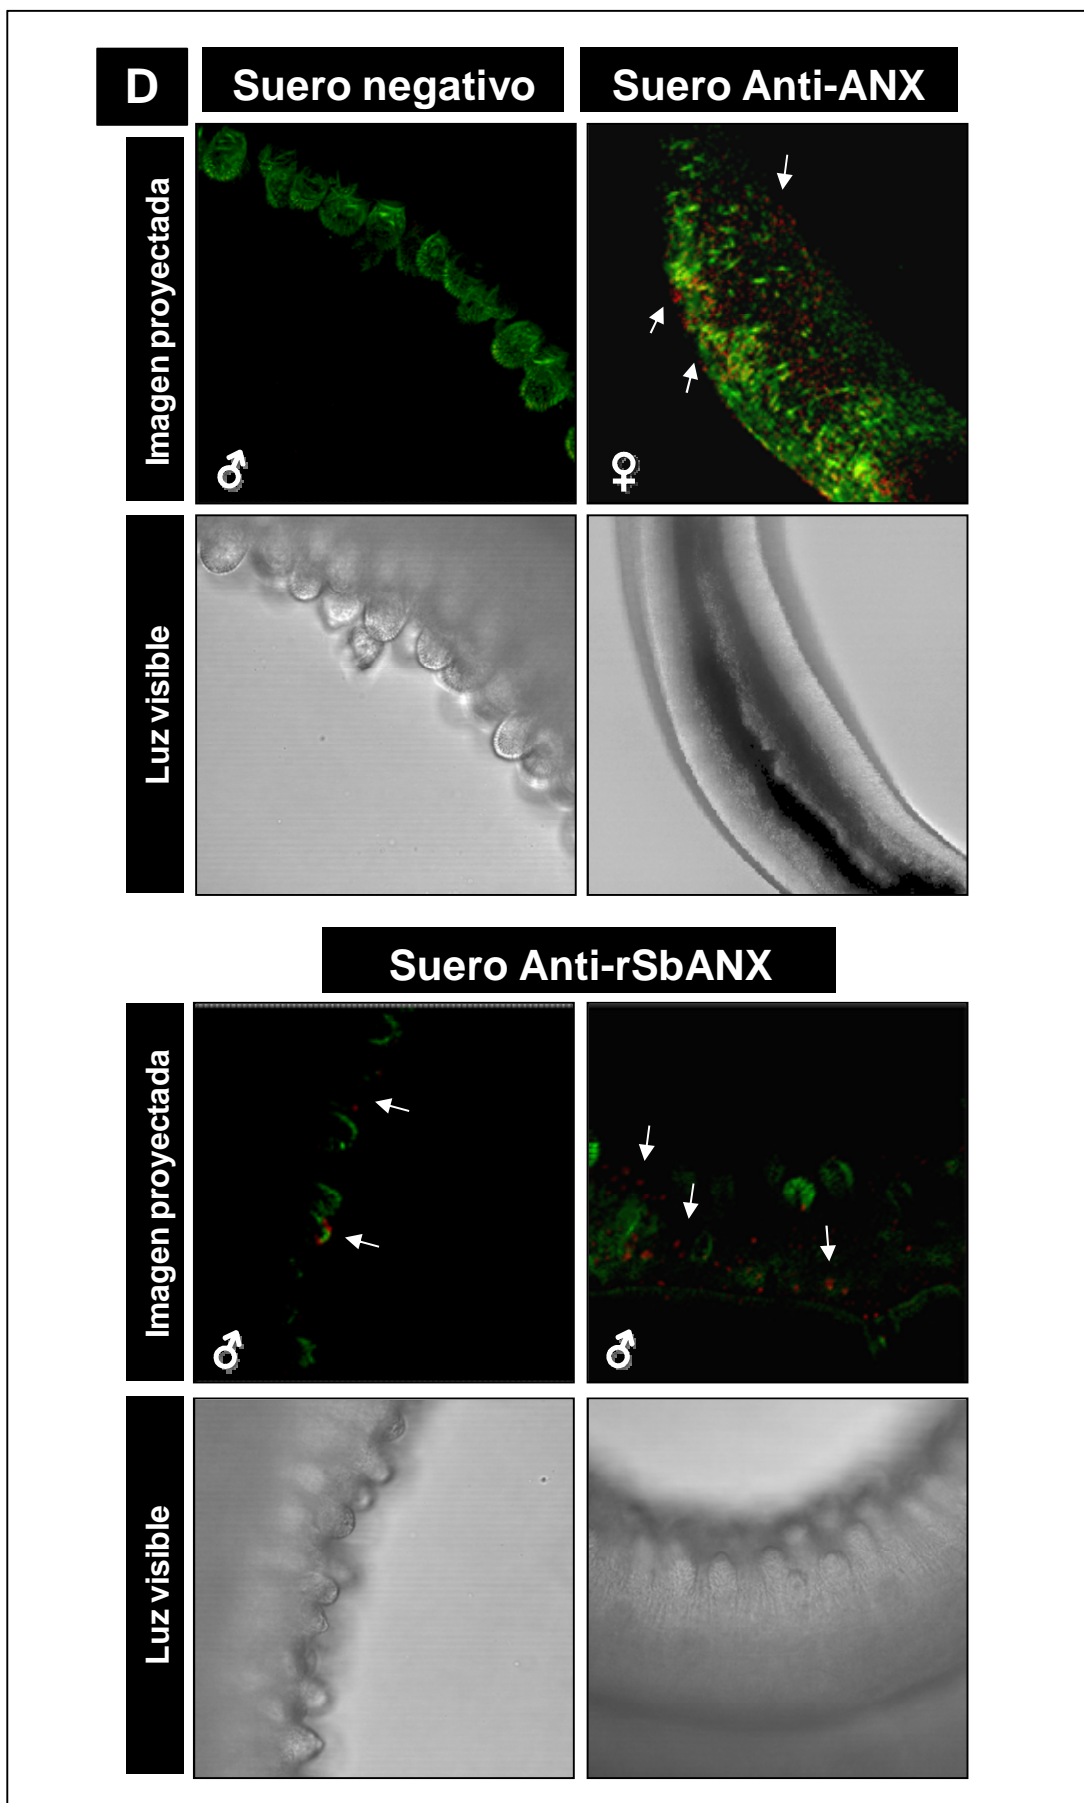 D
Suero negativo
Suero Anti-ANX
Imagen proyectada
♂
♀
Luz visible
Suero Anti-rSbANX
Imagen proyectada
♂
♂
Luz visible